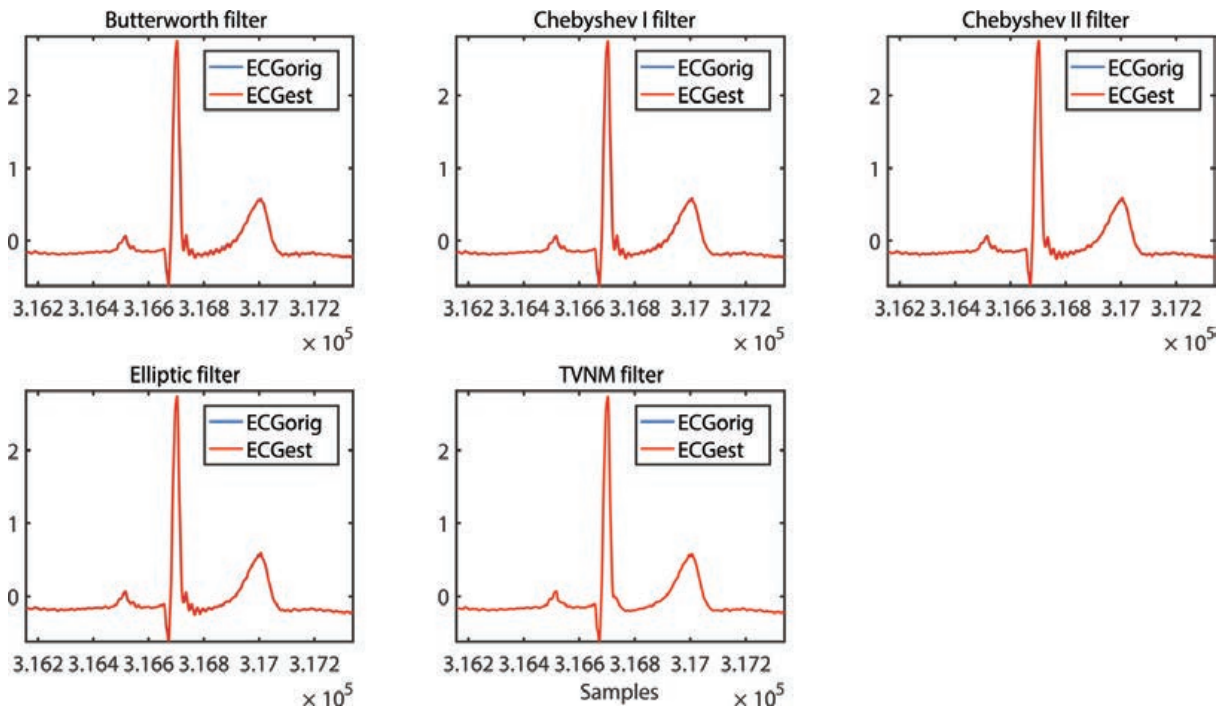 Butterworth filter
ECGorig
ECGest
2
1
0
3.162 3.164 3.166 3.168 3.17 3.172
× 10^5
Chebyshev I filter
ECGorig
ECGest
2
1
0
3.162 3.164 3.166 3.168 3.17 3.172
× 10^5
Chebyshev II filter
ECGorig
ECGest
2
1
0
3.162 3.164 3.166 3.168 3.17 3.172
× 10^5
Elliptic filter
ECGorig
ECGest
2
1
0
3.162 3.164 3.166 3.168 3.17 3.172
× 10^5
TVNM filter
ECGorig
ECGest
2
1
0
3.162 3.164 3.166 3.168 3.17 3.172
Samples × 10^5